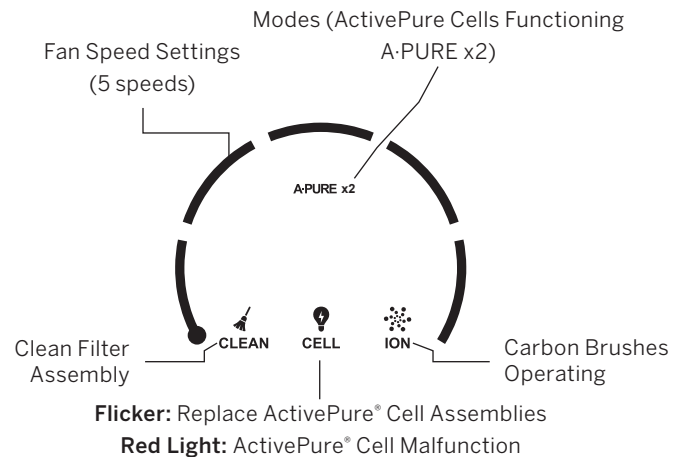 Modes (ActivePure Cells Functioning
A·PURE x2)
Fan Speed Settings
(5 speeds)
A·PURE x2
CLEAN
CELL
ION
Clean Filter
Assembly
Carbon Brushes
Operating
Flicker: Replace ActivePure® Cell Assemblies
Red Light: ActivePure® Cell Malfunction